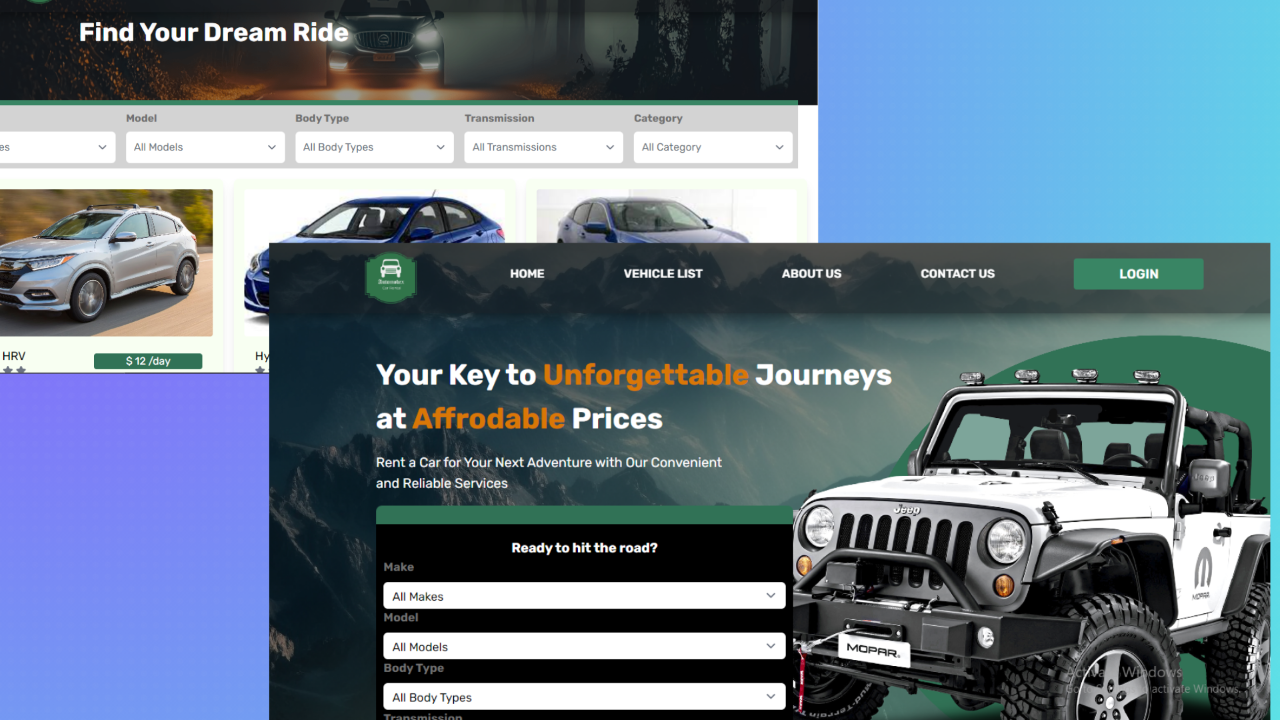 Find Your Dream Ride
Model
Body Type
Transmission
Category
es
All Models
All Body Types
All Transmissions
All Category
HRV
$ 12 /day
Hy
HOME
VEHICLE LIST
ABOUT US
CONTACT US
LOGIN
Your Key to Unforgettable Journeys
at Affrodable Prices
Rent a Car for Your Next Adventure with Our Convenient
and Reliable Services
Ready to hit the road?
Make
All Makes
Model
All Models
Body Type
All Body Types
Transmission
Jeep
Jeep
MOPAR
MOPAR
Activate Windows
Go to activate Windows.